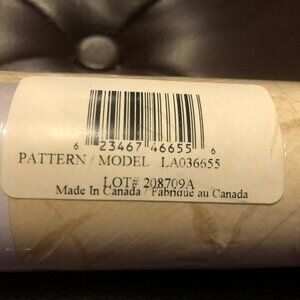 6 23467 46655 6
PATTERN / MODEL LA036655
LOT# 208709A
Made In Canada / Fabriqué au Canada